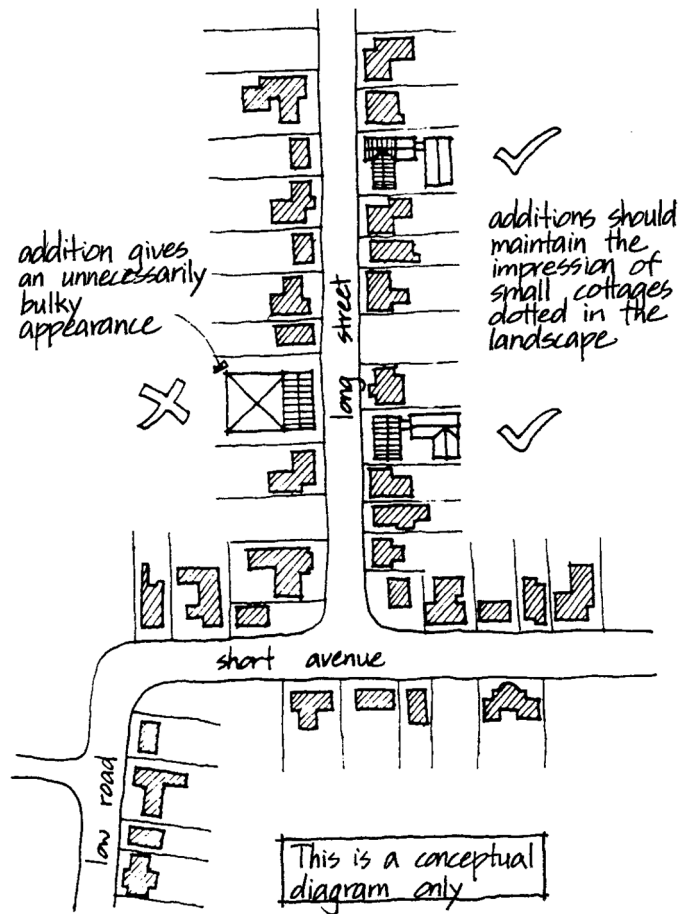 addition gives
an unnecessarily
bulky
appearance
additions should
maintain the
impression of
small cottages
dotted in the
landscape
long street
short avenue
low road
This is a conceptual
diagram only